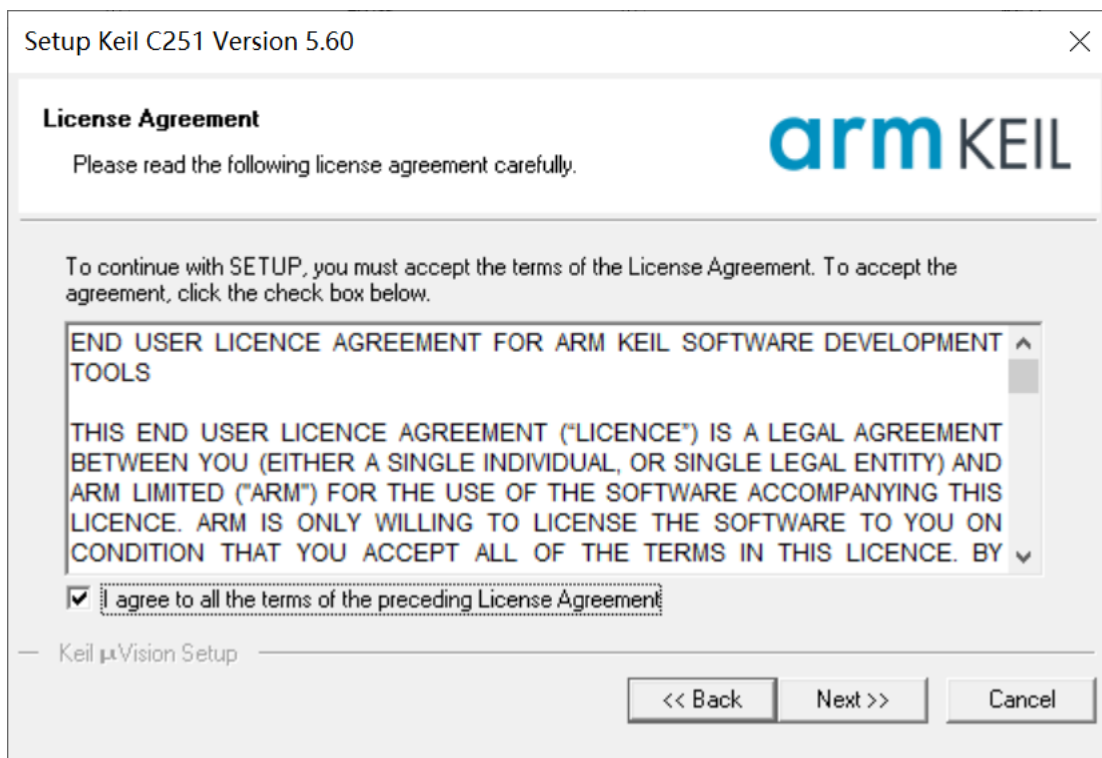 Setup Keil C251 Version 5.60
License Agreement
Please read the following license agreement carefully.
arm KEIL
To continue with SETUP, you must accept the terms of the License Agreement. To accept the
agreement, click the check box below.
END USER LICENCE AGREEMENT FOR ARM KEIL SOFTWARE DEVELOPMENT
TOOLS
THIS END USER LICENCE AGREEMENT (“LICENCE”) IS A LEGAL AGREEMENT
BETWEEN YOU (EITHER A SINGLE INDIVIDUAL, OR SINGLE LEGAL ENTITY) AND
ARM LIMITED ("ARM") FOR THE USE OF THE SOFTWARE ACCOMPANYING THIS
LICENCE. ARM IS ONLY WILLING TO LICENSE THE SOFTWARE TO YOU ON
CONDITION THAT YOU ACCEPT ALL OF THE TERMS IN THIS LICENCE. BY
I agree to all the terms of the preceding License Agreement
Keil µVision Setup
<< Back Next >> Cancel